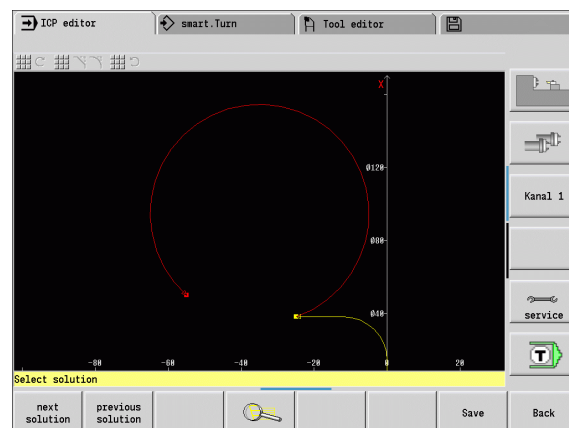 ICP editor
smart.Turn
Tool editor
X
Ø120
Ø80
Ø40
Kanal 1
service
T
-80
-60
-40
-20
0
20
Select solution
next
solution
previous
solution
Save
Back